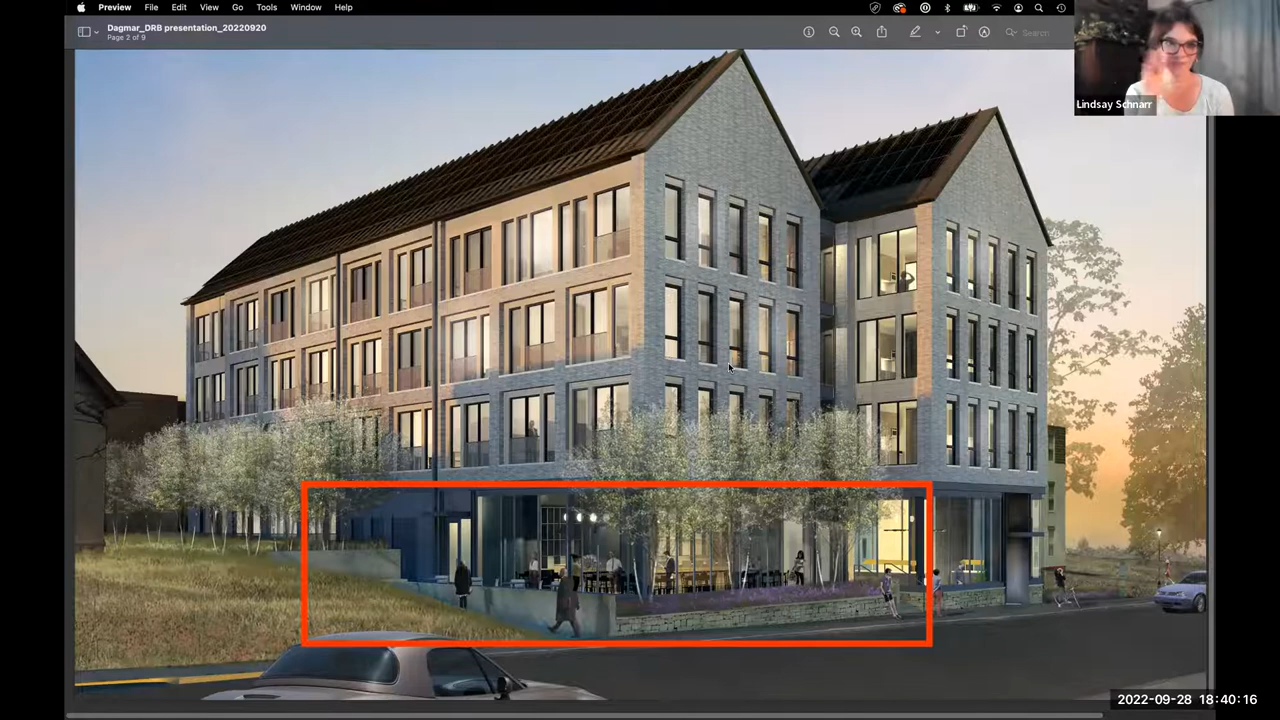 Preview File Edit View Go Tools Window Help
Dagmar_DRB presentation_20220920
Page 2 of 9
Search
Lindsay Schnarr
2022-09-28 18:40:16